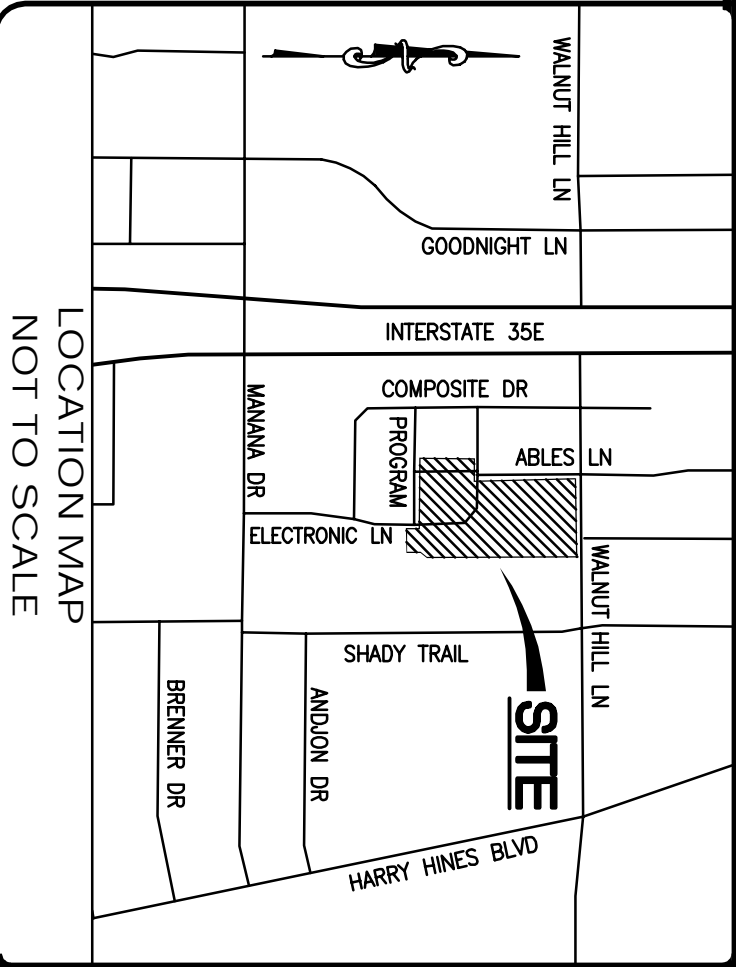 WALNUT HILL LN
GOODNIGHT LN
INTERSTATE 35E
COMPOSITE DR
MANANA DR
PROGRAM
ABLES LN
ELECTRONIC LN
WALNUT HILL LN
SHADY TRAIL
SITE
BRENNER DR
ANDJON DR
HARRY HINES BLVD
LOCATION MAP
NOT TO SCALE